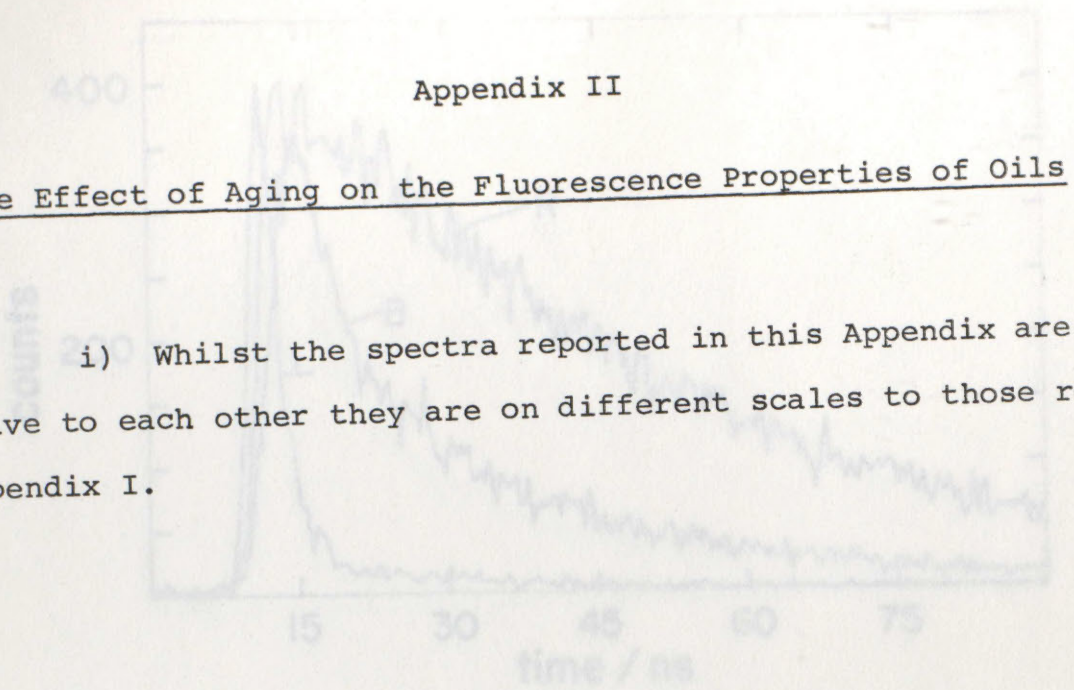 Appendix II
e Effect of Aging on the Fluorescence Properties of Oils
i) Whilst the spectra reported in this Appendix are
ve to each other they are on different scales to those r
pendix I.
400
200
counts
B
15 30 45 60 75
time / ns